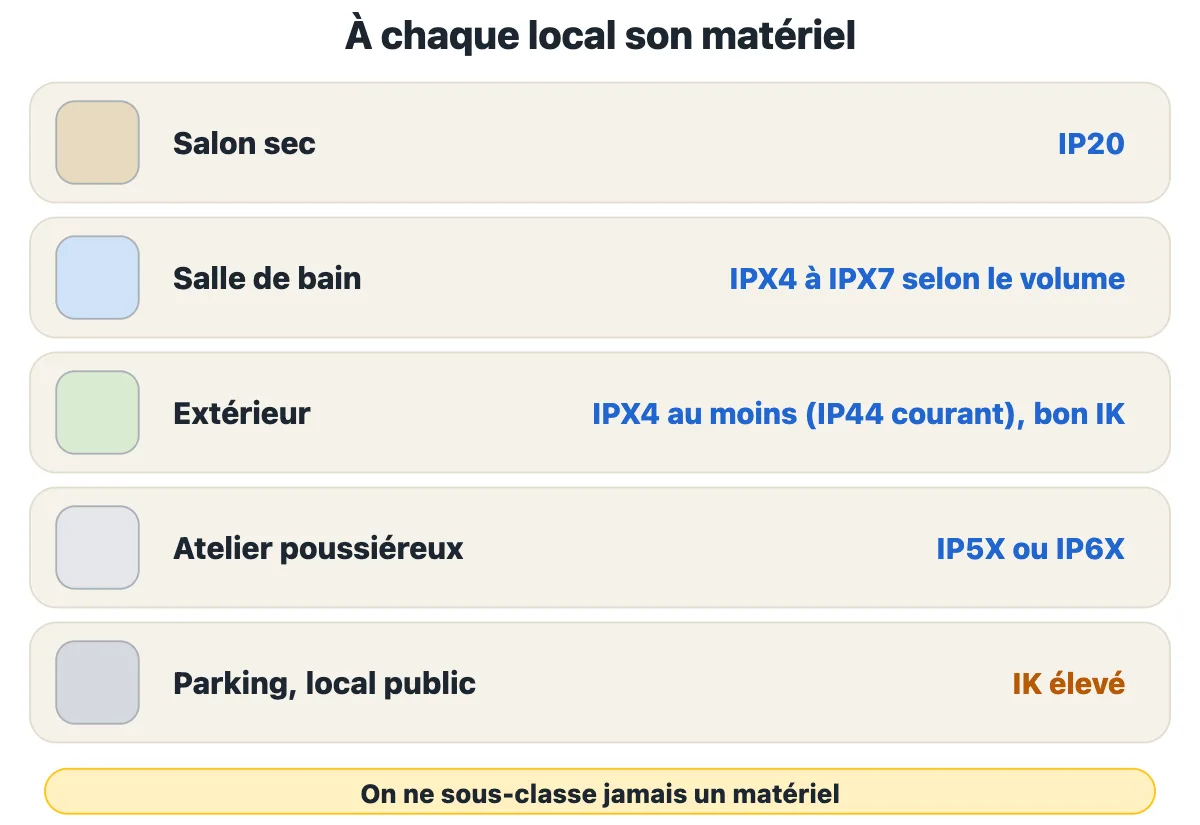 À chaque local son matériel
Salon sec
IP20
Salle de bain
IPX4 à IPX7 selon le volume
Extérieur
IPX4 au moins (IP44 courant), bon IK
Atelier poussiéreux
IP5X ou IP6X
Parking, local public
IK élevé
On ne sous-classe jamais un matériel